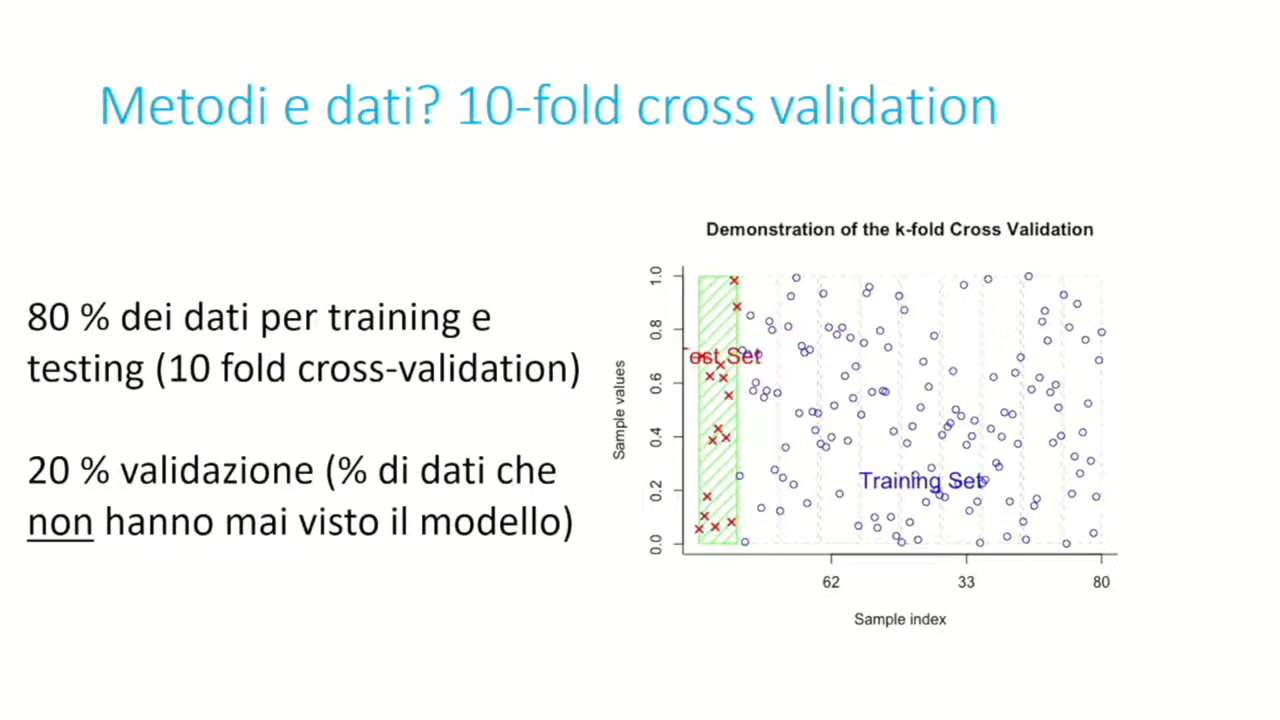 Metodi e dati? 10-fold cross validation
80 % dei dati per training e
testing (10 fold cross-validation)
20 % validazione (% di dati che
non hanno mai visto il modello)
Demonstration of the k-fold Cross Validation
Sample values
1.0
0.8
0.6
0.4
0.2
0.0
est Set
Training Set
62 33 80
Sample index